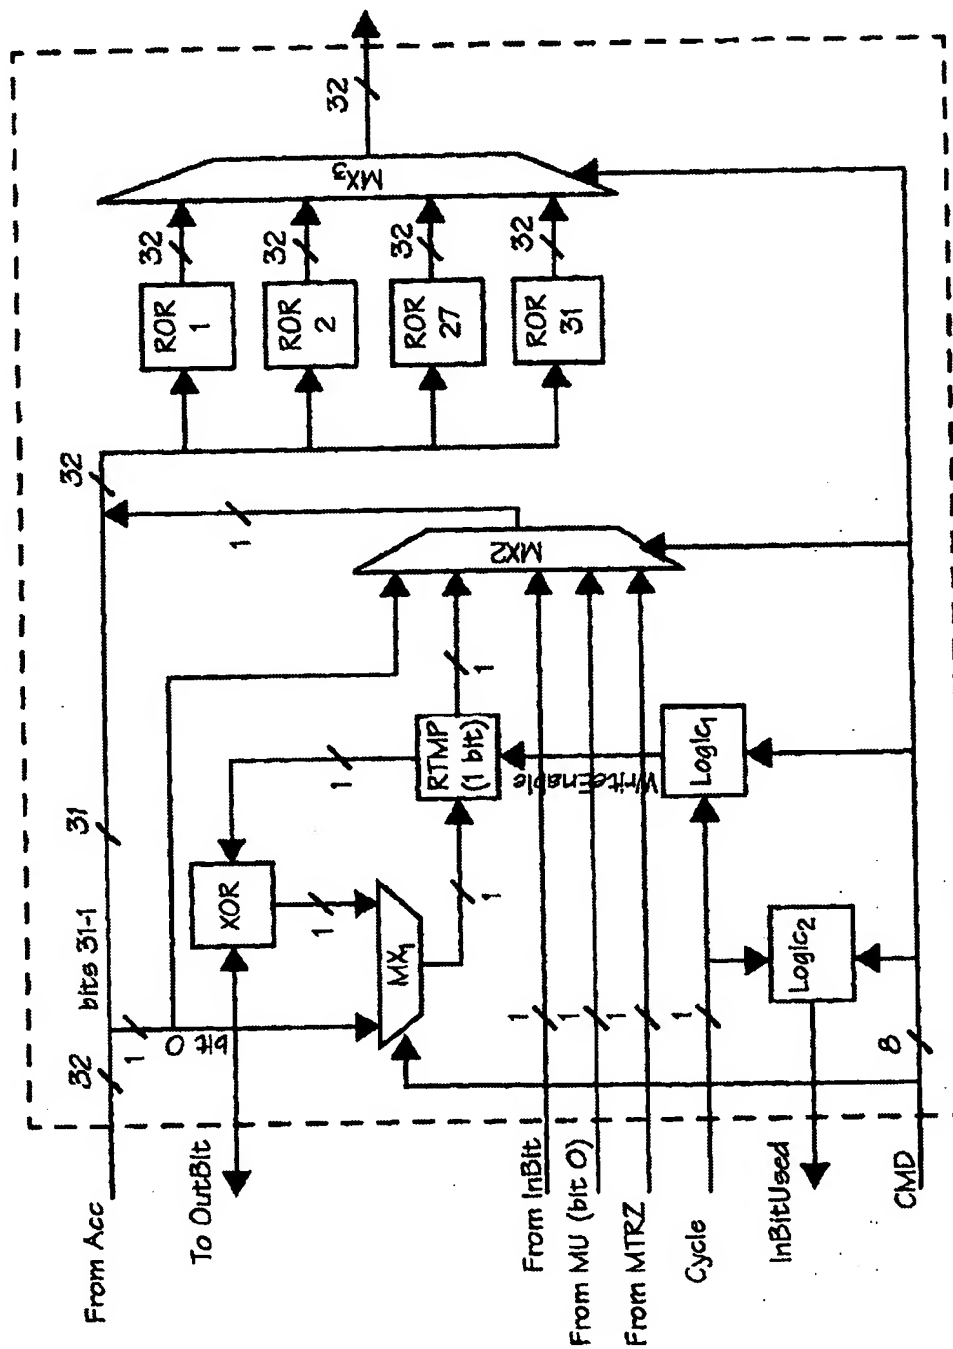 32
MX3
32
32
32
32
ROR
1
ROR
2
ROR
27
ROR
31
32
1
MX2
1
1
RTMP
(1 bit)
WriteEnable
Logic1
31
XOR
1
1
bits 31-1
MX1
Logic2
1
bit 0
1
1
1
1
8
32
From Acc
To OutBit
From InBit
From MU (bit 0)
From MTRZ
Cycle
InBitUsed
CMD